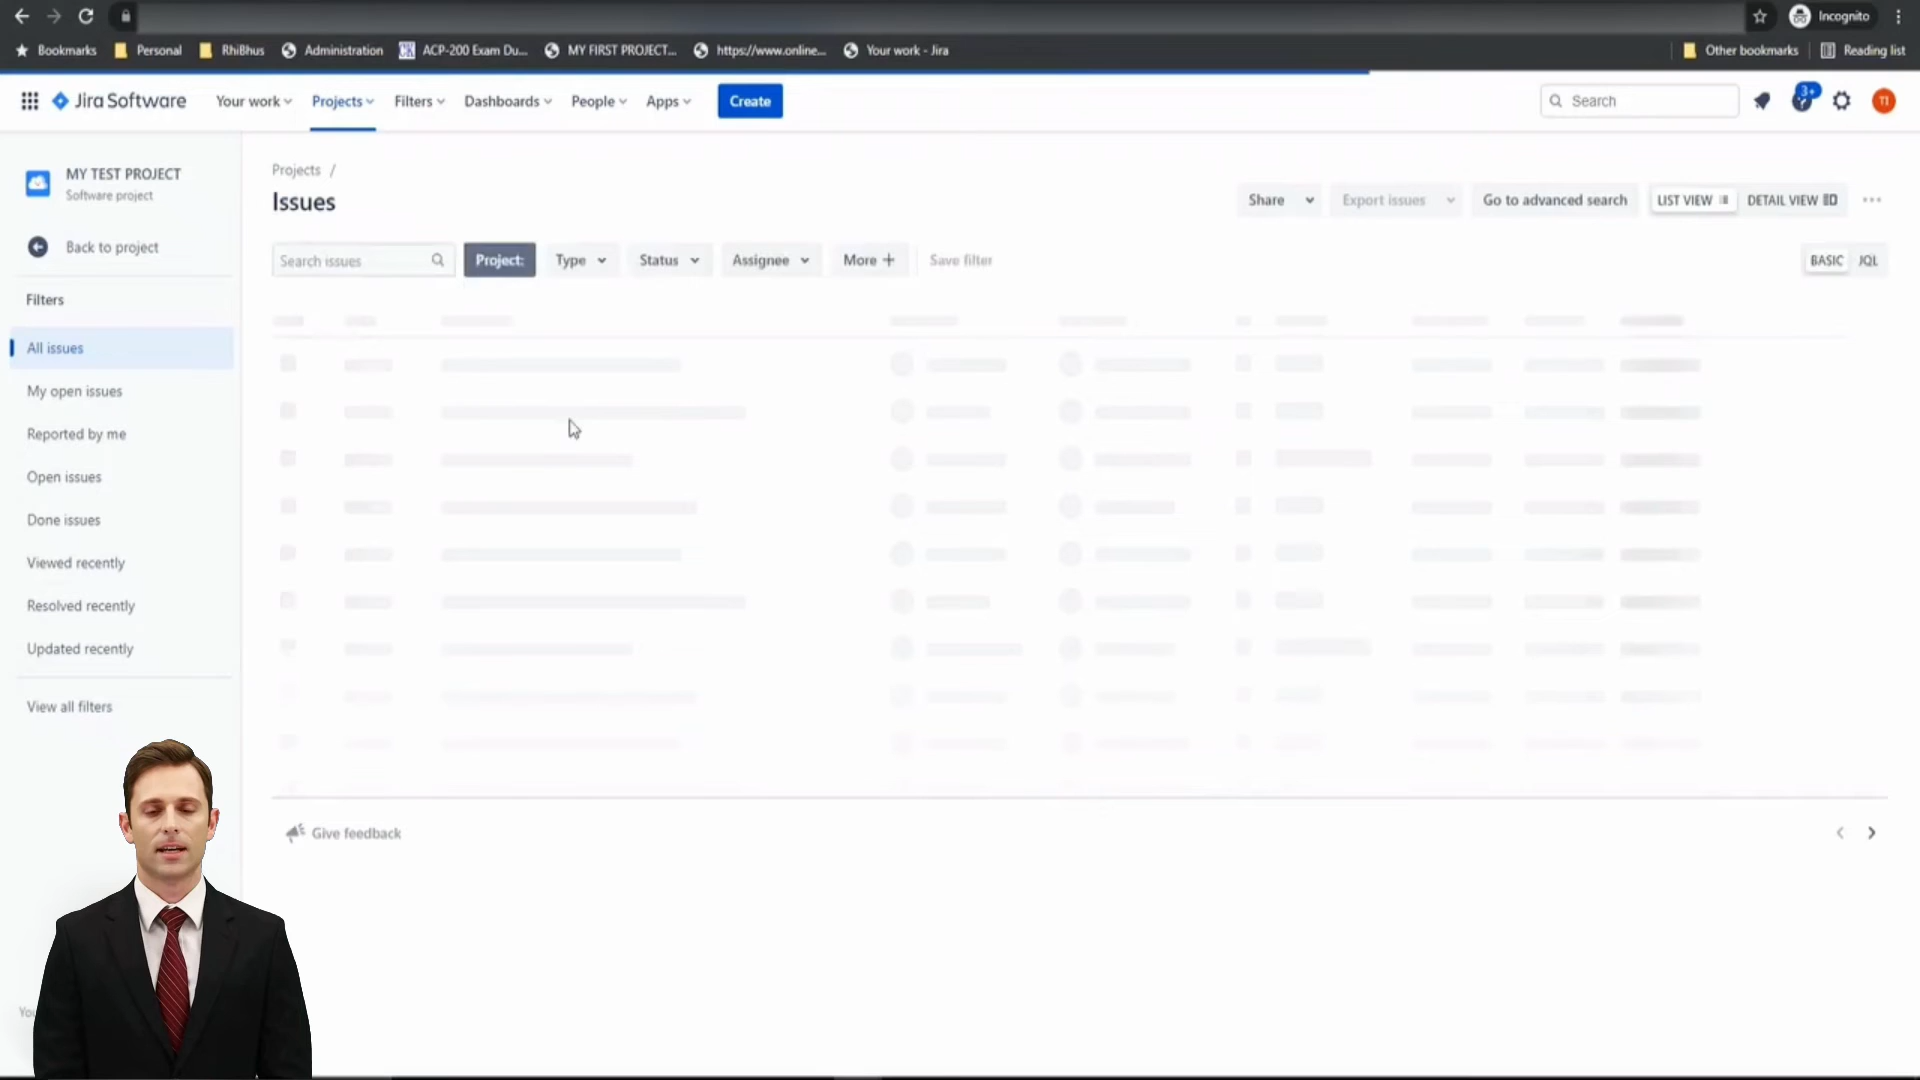 Incognito
Bookmarks Personal RhiBhus Administration ACP-200 Exam Du... MY FIRST PROJECT... https://www.online... Your work - Jira Other bookmarks Reading list
Jira Software Your work Projects Filters Dashboards People Apps Create Search 3+ TI
MY TEST PROJECT
Software project
Back to project
Filters
All issues
My open issues
Reported by me
Open issues
Done issues
Viewed recently
Resolved recently
Updated recently
View all filters
Projects /
Issues
Share Export issues Go to advanced search LIST VIEW DETAIL VIEW
Search issues Project: Type Status Assignee More + Save filter BASIC JQL
Give feedback